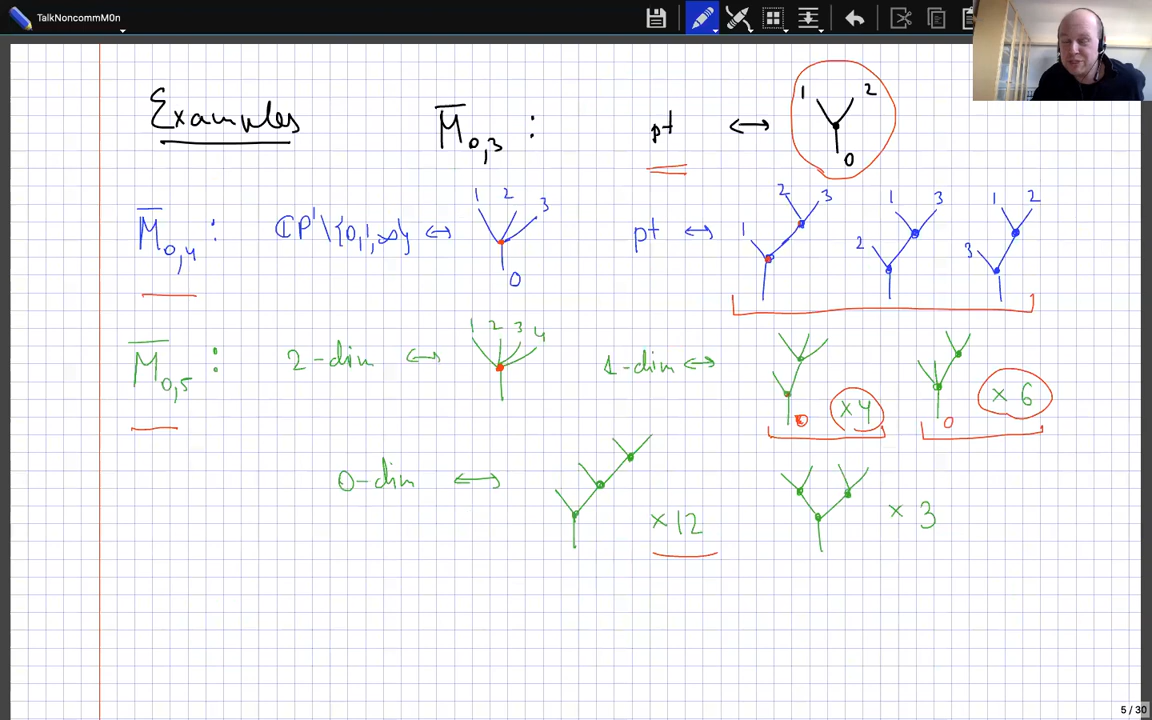 TalkNoncommM0n
Examples M̅0,3 : pt ↔ 1 2 0
M̅0,4 : ℂP¹\{0,1,∞} ↔ 1 2 3 0 pt ↔ 1 2 3 2 1 3 3 1 2
M̅0,5 : 2-dim ↔ 1 2 3 4 1-dim ↔ 0 ×4 0 ×6
0-dim ↔ ×12 ×3
5 / 30